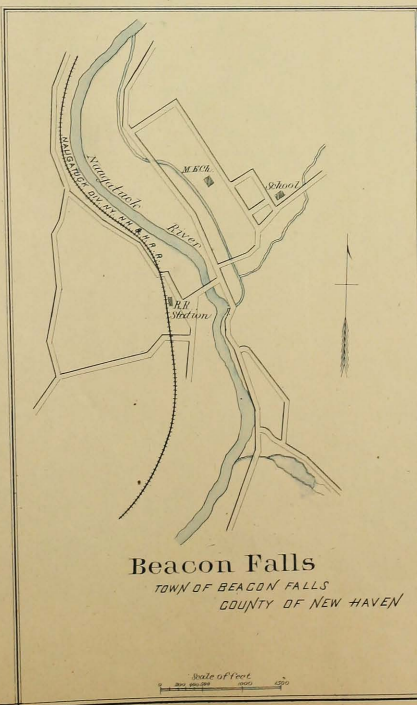 M.E.Ch.
School
NAUGATUCK DIV. N.Y. N.H. & H. R.R.
Naugatuck River
R.R.
Station
Beacon Falls
TOWN OF BEACON FALLS
COUNTY OF NEW HAVEN
Scale of feet